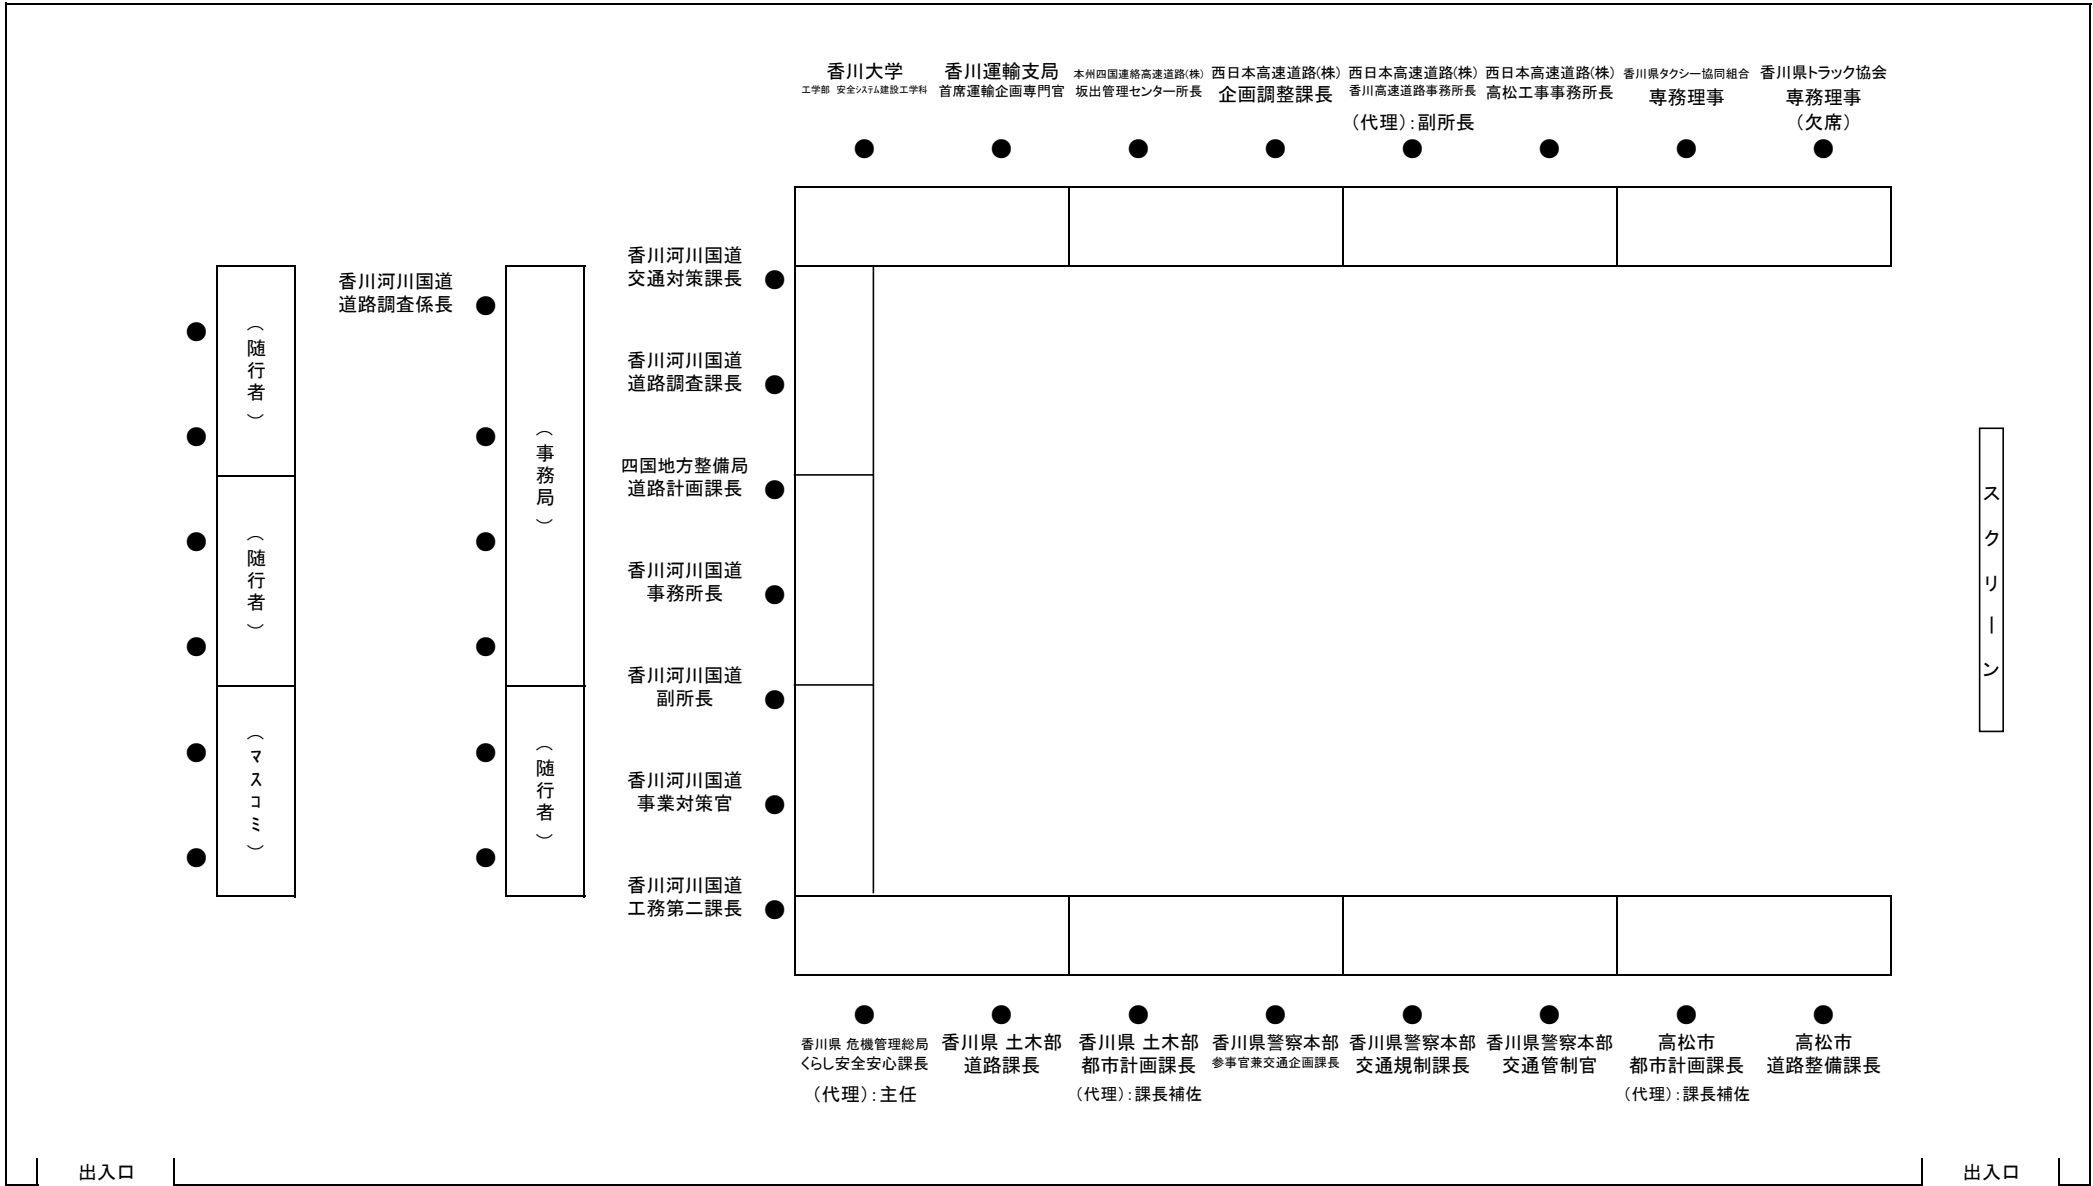 香川大学
工学部 安全システム建設工学科
香川運輸支局
首席運輸企画専門官
本州四国連絡高速道路(株)
坂出管理センター所長
西日本高速道路(株)
企画調整課長
西日本高速道路(株)
香川高速道路事務所長
(代理):副所長
西日本高速道路(株)
高松工事事務所長
香川県タクシー協同組合
専務理事
香川県トラック協会
専務理事
(欠席)
香川河川国道
交通対策課長
香川河川国道
道路調査課長
四国地方整備局
道路計画課長
香川河川国道
事務所長
香川河川国道
副所長
香川河川国道
事業対策官
香川河川国道
工務第二課長
香川河川国道
道路調査係長
(事務局)
(随行者)
(随行者)
(随行者)
(マスコミ)
スクリーン
香川県 危機管理総局
くらし安全安心課長
(代理):主任
香川県 土木部
道路課長
香川県 土木部
都市計画課長
(代理):課長補佐
香川県警察本部
参事官兼交通企画課長
香川県警察本部
交通規制課長
香川県警察本部
交通管制官
高松市
都市計画課長
(代理):課長補佐
高松市
道路整備課長
出入口
出入口